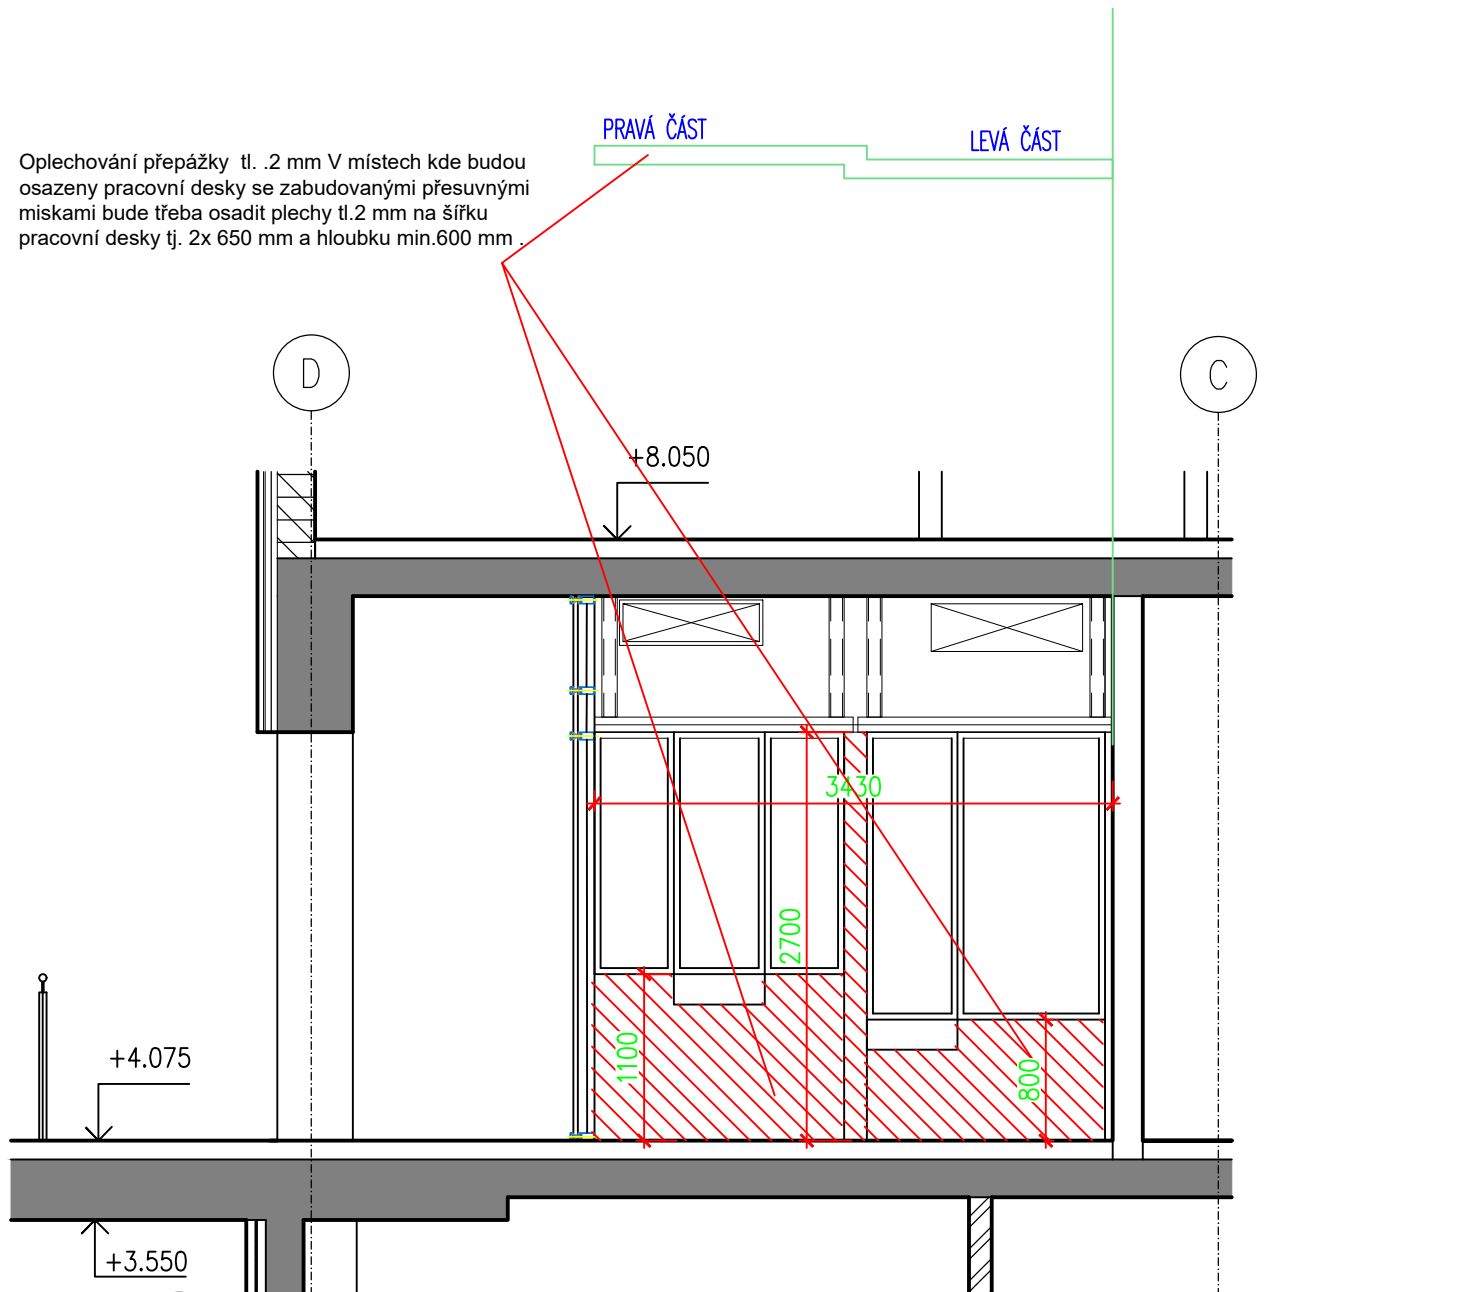 PRAVÁ ČÁST
LEVÁ ČÁST
Oplechování přepážky  tl. .2 mm V místech kde budou
osazeny pracovní desky se zabudovanými přesuvnými
miskami bude třeba osadit plechy tl.2 mm na šířku
pracovní desky tj. 2x 650 mm a hloubku min.600 mm .
D
C
+8.050
3430
2700
1100
800
+4.075
+3.550